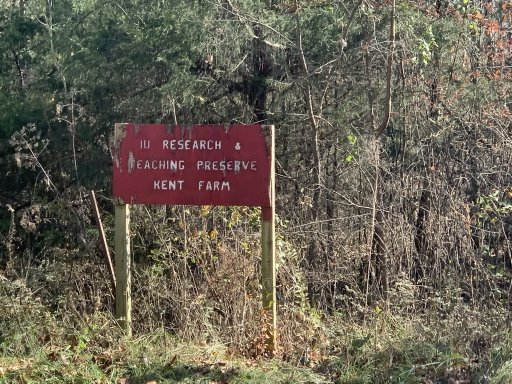 IU RESEARCH &
TEACHING PRESERVE
KENT FARM